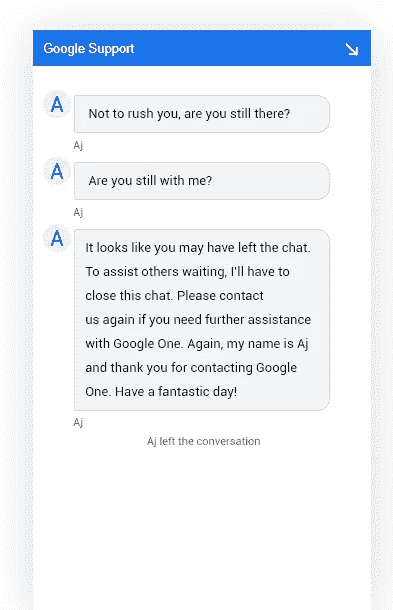 Google Support
A
Not to rush you, are you still there?
Aj
A
Are you still with me?
Aj
A
It looks like you may have left the chat.
To assist others waiting, I'll have to
close this chat. Please contact
us again if you need further assistance
with Google One. Again, my name is Aj
and thank you for contacting Google
One. Have a fantastic day!
Aj
Aj left the conversation